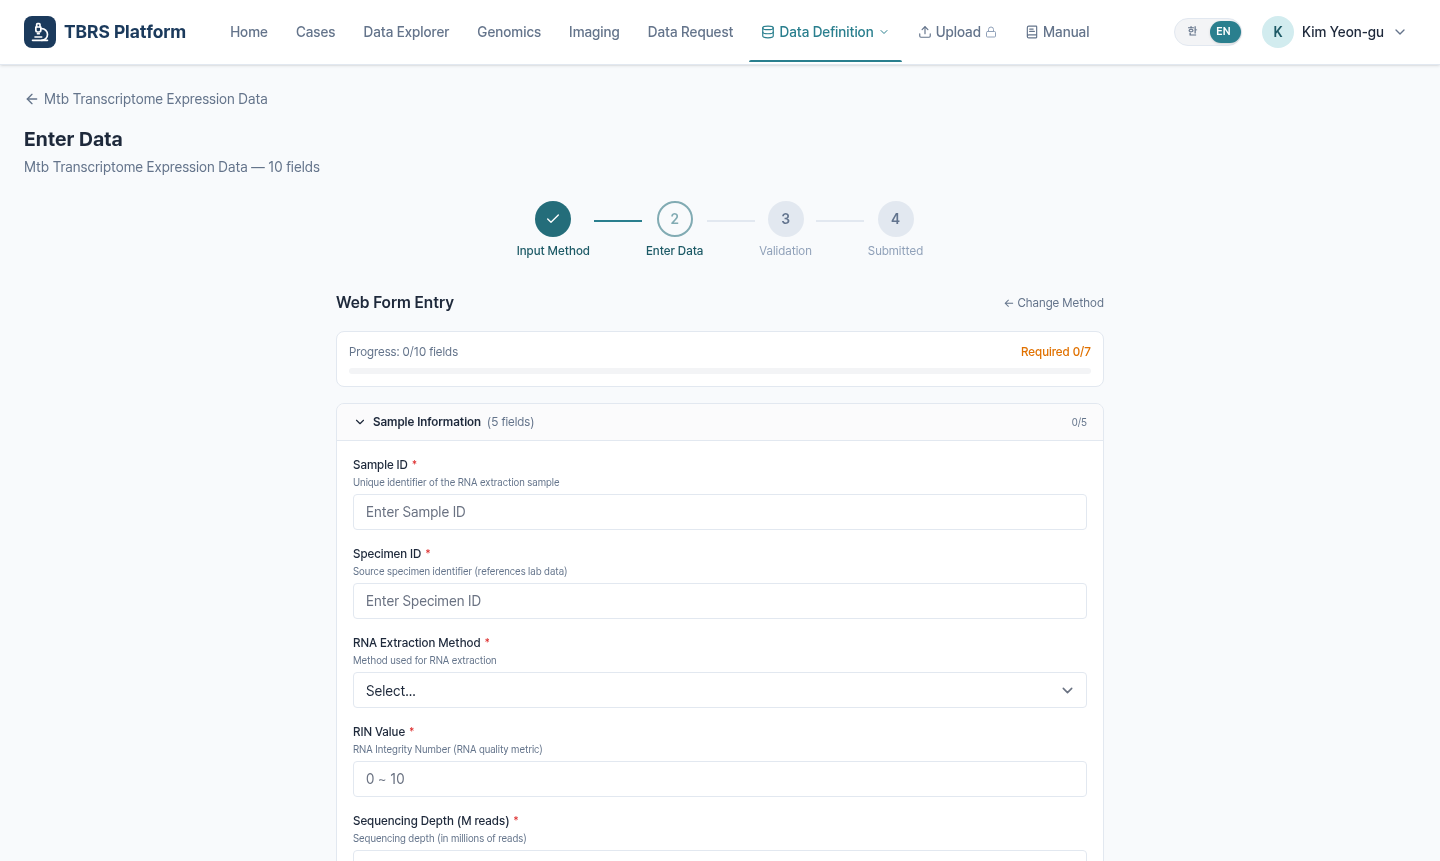 TBRS Platform
Home
Cases
Data Explorer
Genomics
Imaging
Data Request
Data Definition
Upload
Manual
한
EN
K
Kim Yeon-gu
← Mtb Transcriptome Expression Data
Enter Data
Mtb Transcriptome Expression Data — 10 fields
2
3
4
Input Method
Enter Data
Validation
Submitted
Web Form Entry
← Change Method
Progress: 0/10 fields
Required 0/7
Sample Information (5 fields)
0/5
Sample ID *
Unique identifier of the RNA extraction sample
Enter Sample ID
Specimen ID *
Source specimen identifier (references lab data)
Enter Specimen ID
RNA Extraction Method *
Method used for RNA extraction
Select...
RIN Value *
RNA Integrity Number (RNA quality metric)
0 ~ 10
Sequencing Depth (M reads) *
Sequencing depth (in millions of reads)